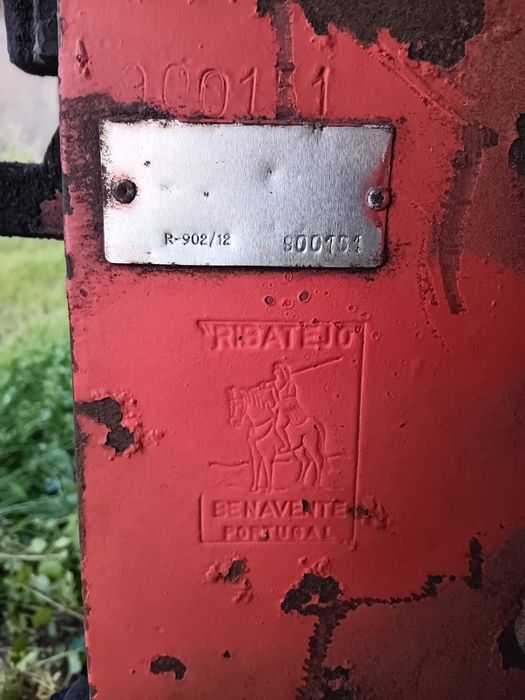 900151
R-902/12 900151
RIBATEJO
BENAVENTE
PORTUGAL